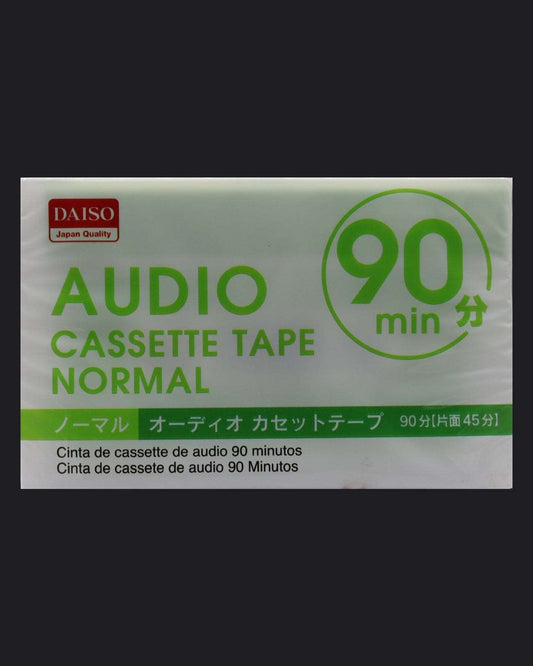 DAISO
Japan Quality
90
min 分
AUDIO
CASSETTE TAPE
NORMAL
ノーマル オーディオ カセットテープ 90分[片面45分]
Cinta de cassette de audio 90 minutos
Cinta de cassete de audio 90 Minutos